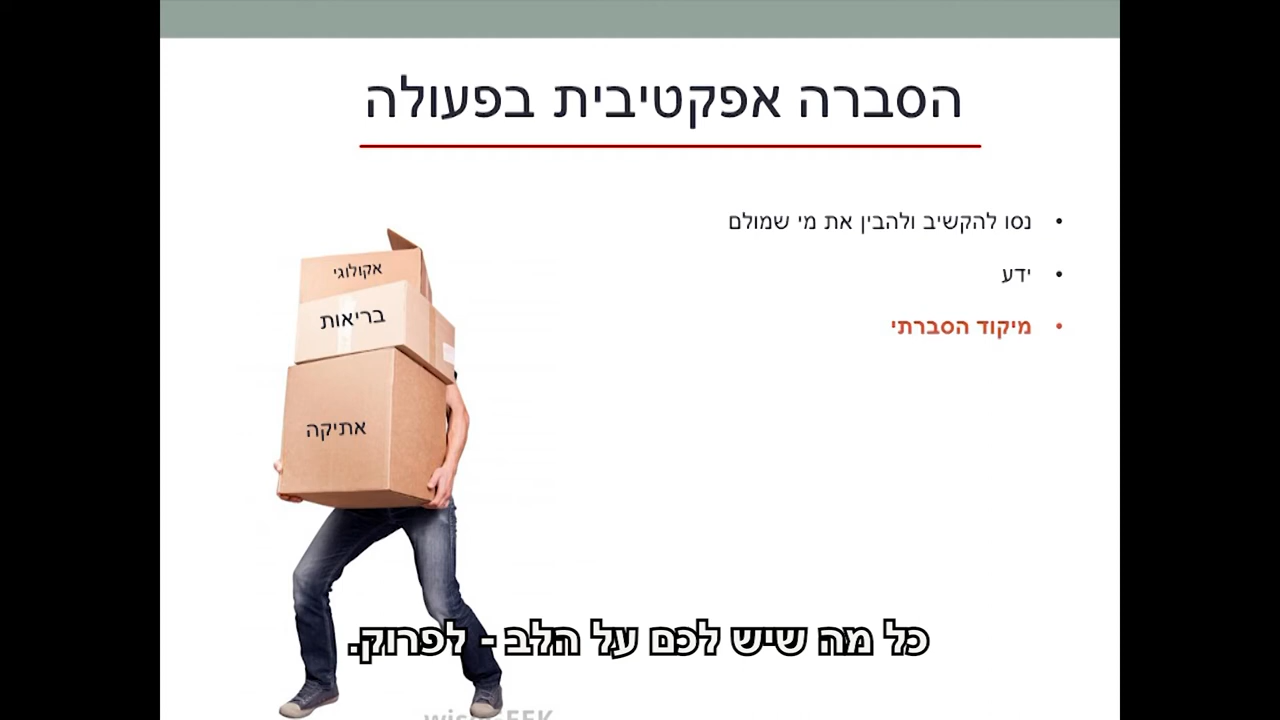 הסברה אפקטיבית בפעולה
• נסו להקשיב ולהבין את מי שמולם
• ידע
• מיקוד הסברתי
אקולוגי
בריאות
אתיקה
כל מה שיש לכם על הלב - לפרוק.